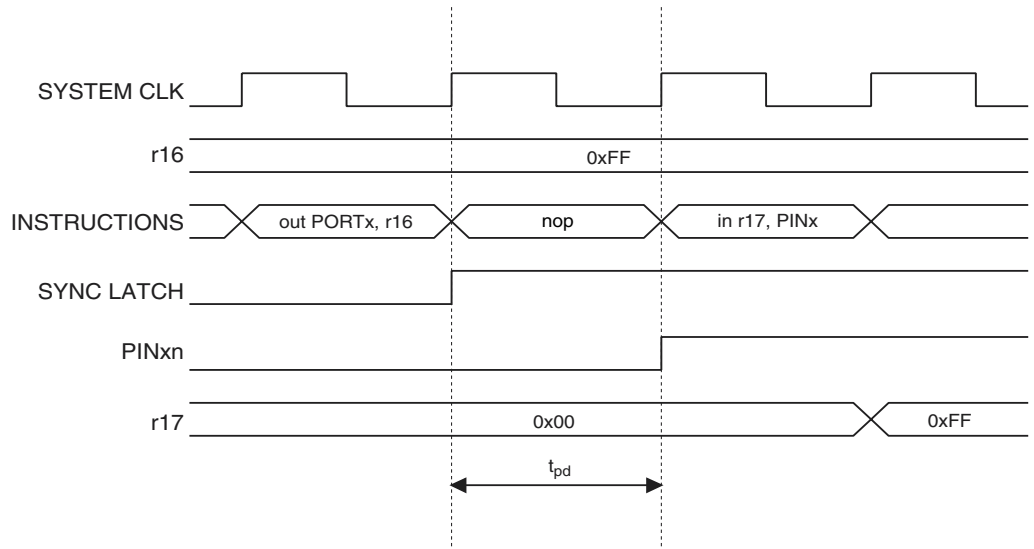 SYSTEM CLK
r16
0xFF
INSTRUCTIONS
out PORTx, r16
nop
in r17, PINx
SYNC LATCH
PINxn
r17
0x00
0xFF
tpd